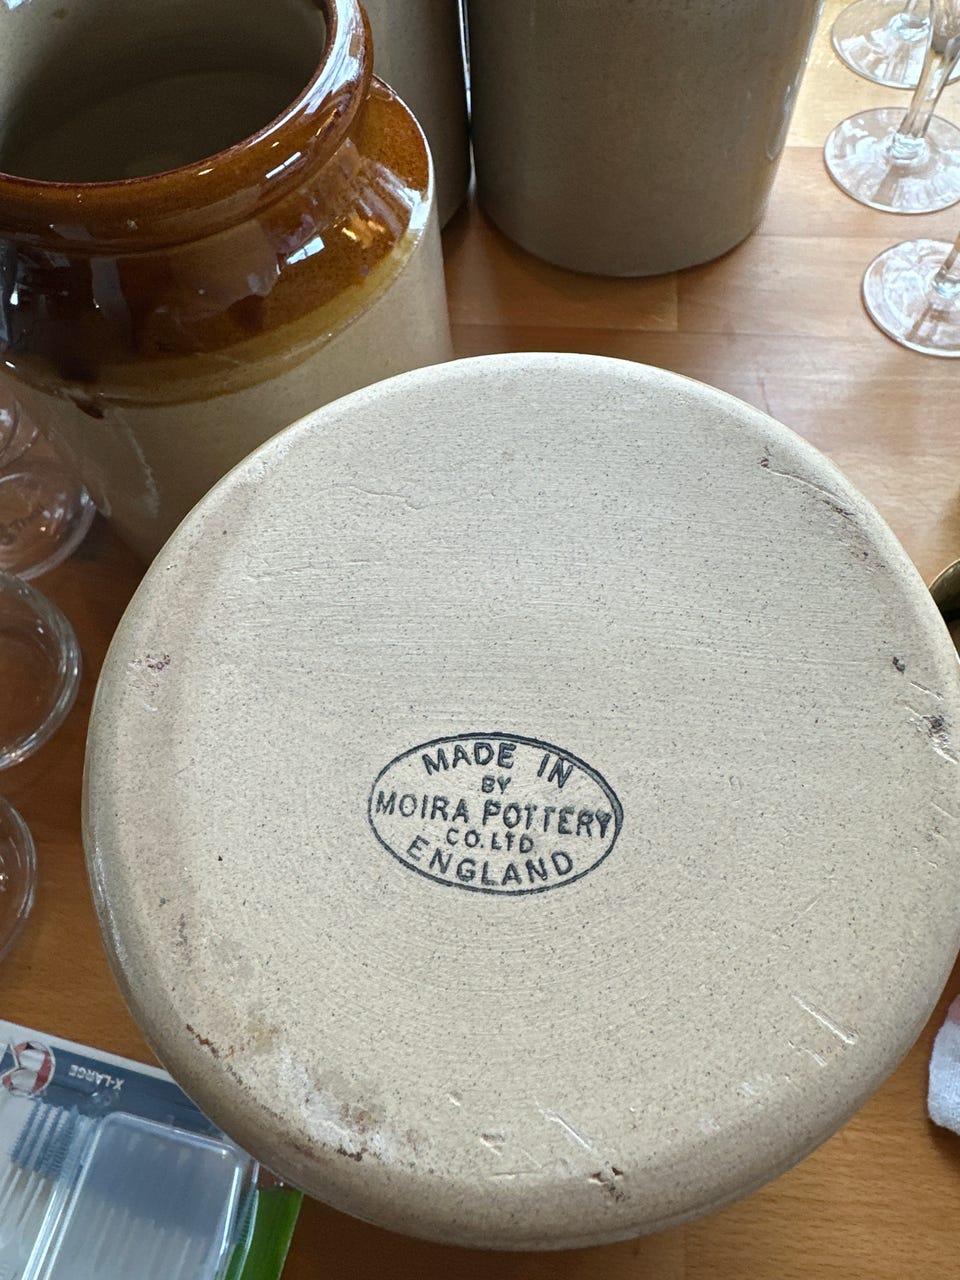 MADE IN
BY
MOIRA POTTERY
CO. LTD
ENGLAND
X-LARGE